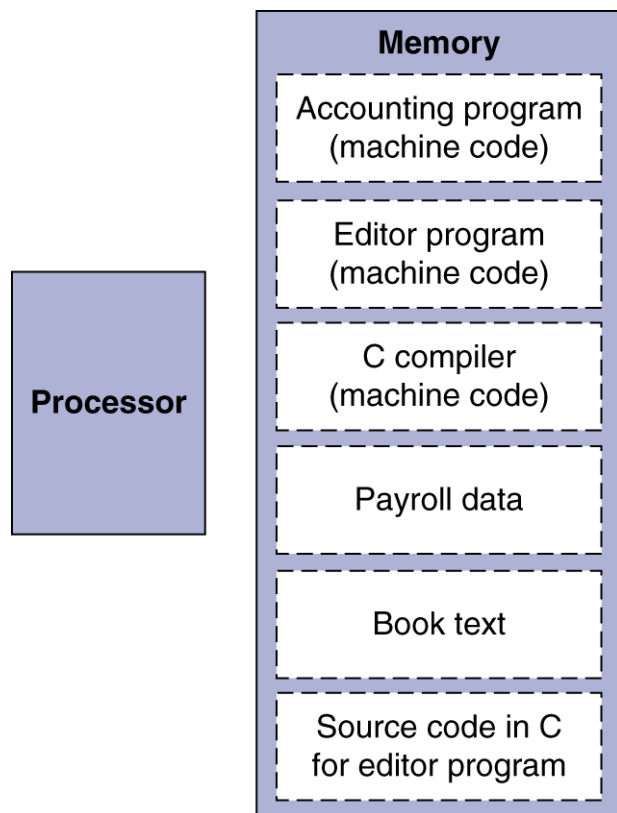 Memory
Accounting program
(machine code)
Editor program
(machine code)
C compiler
(machine code)
Processor
Payroll data
Book text
Source code in C
for editor program